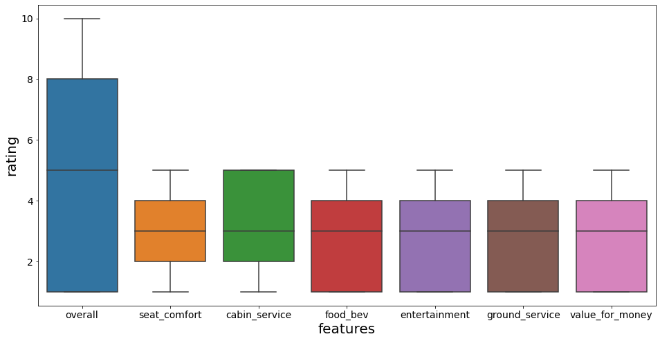 10
8
6
4
2
rating
overall seat_comfort cabin_service food_bev entertainment ground_service value_for_money
features